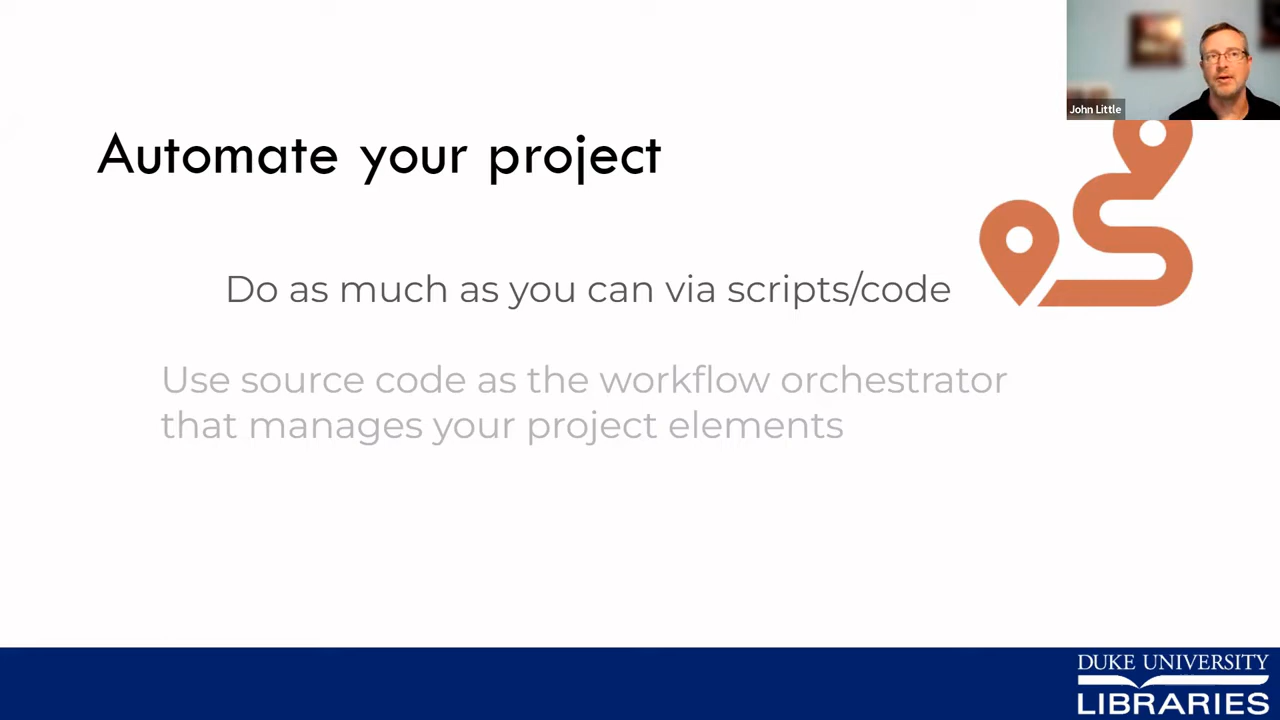 John Little
Automate your project
Do as much as you can via scripts/code
Use source code as the workflow orchestrator
that manages your project elements
DUKE UNIVERSITY
LIBRARIES